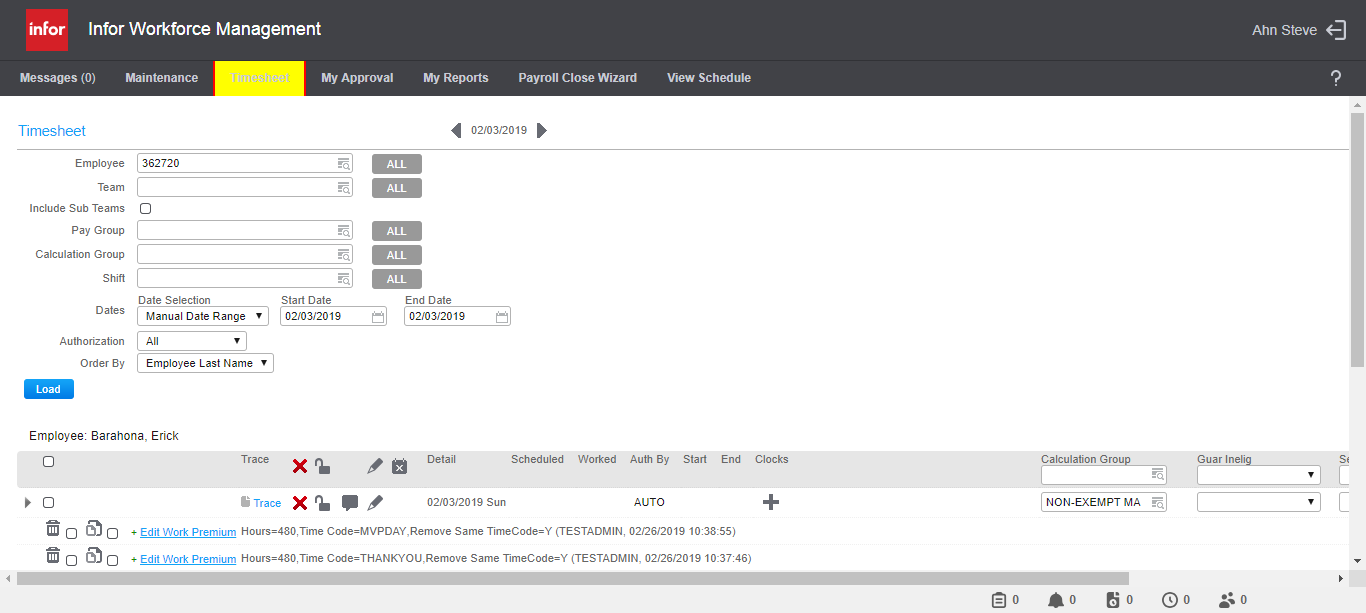 infor Infor Workforce Management Ahn Steve
Messages (0) Maintenance Timesheet My Approval My Reports Payroll Close Wizard View Schedule ?
Timesheet 02/03/2019
Employee 362720 ALL
Team ALL
Include Sub Teams
Pay Group ALL
Calculation Group ALL
Shift ALL
Date Selection Start Date End Date
Dates Manual Date Range 02/03/2019 02/03/2019
Authorization All
Order By Employee Last Name
Load
Employee: Barahona, Erick
Trace Detail Scheduled Worked Auth By Start End Clocks Calculation Group Guar Inelig
Trace 02/03/2019 Sun AUTO NON-EXEMPT MA
+ Edit Work Premium Hours=480,Time Code=MVPDAY,Remove Same TimeCode=Y (TESTADMIN, 02/26/2019 10:38:55)
+ Edit Work Premium Hours=480,Time Code=THANKYOU,Remove Same TimeCode=Y (TESTADMIN, 02/26/2019 10:37:46)
0 0 0 0 0